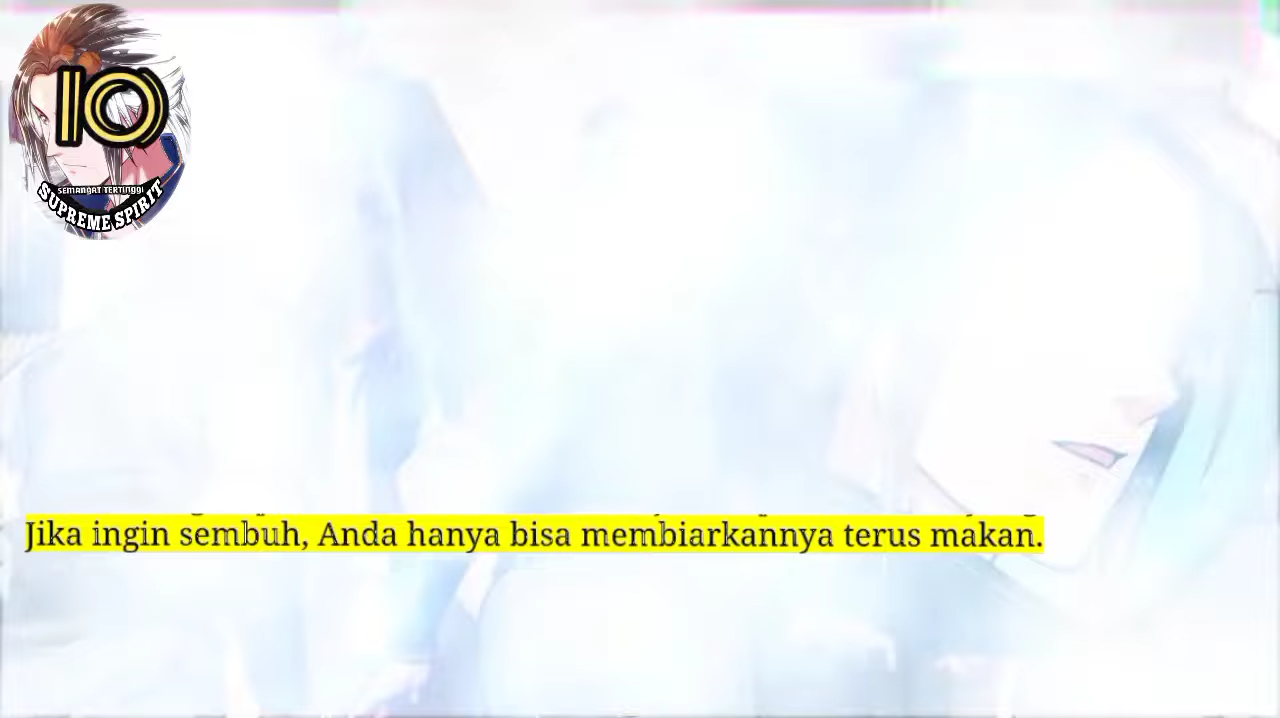 10
SEMANGAT TERTINGGI
SUPREME SPIRIT
Jika ingin sembuh, Anda hanya bisa membiarkannya terus makan.